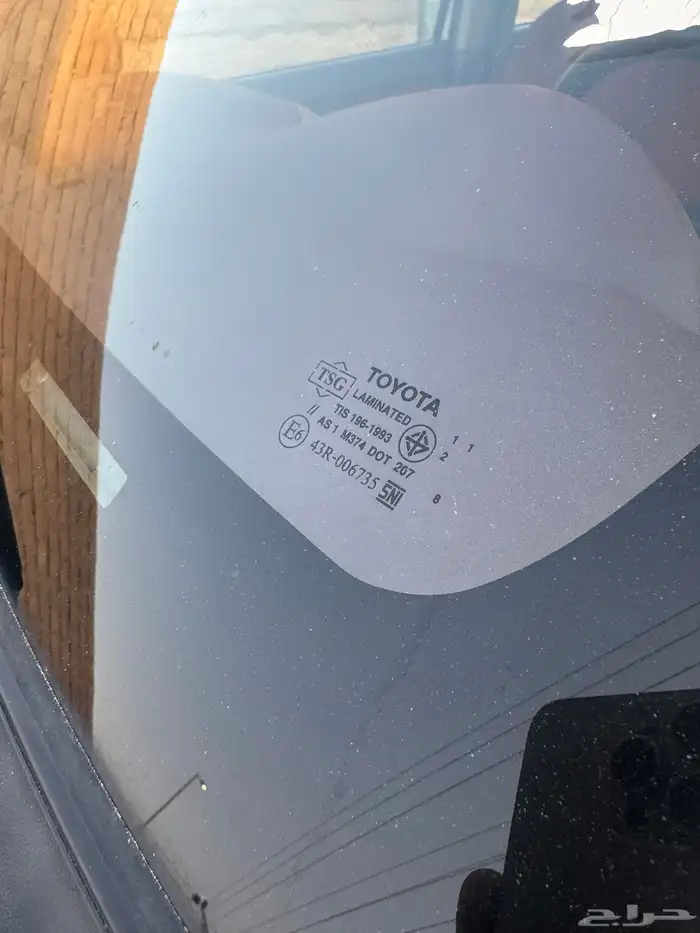 TOYOTA
TSG LAMINATED
TIS 196-1993
// AS 1 M374 DOT 207
E6 43R-006735 SNI
1 1
2
8
حراج